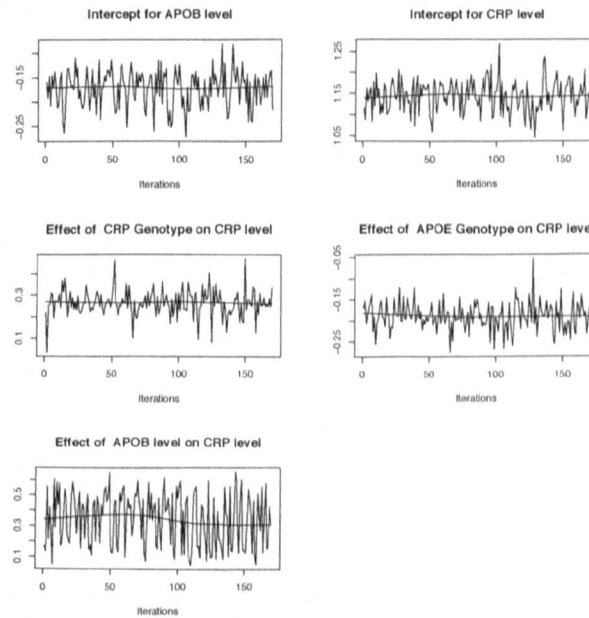 Intercept for APOB level
Intercept for CRP level
-0.15
-0.25
1.25
1.15
1.05
0 50 100 150
0 50 100 150
Iterations
Iterations
Effect of CRP Genotype on CRP level
Effect of APOE Genotype on CRP leve
0.3
0.1
-0.05
-0.15
-0.25
0 50 100 150
0 50 100 150
Iterations
Iterations
Effect of APOB level on CRP level
0.5
0.3
0.1
0 50 100 150
Iterations